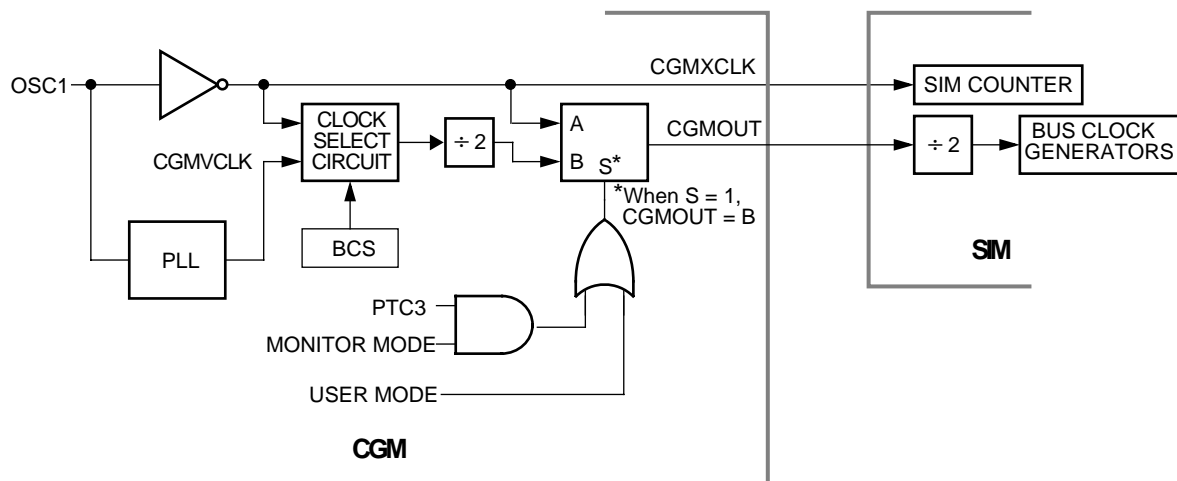 OSC1
CGMXCLK
SIM COUNTER
CLOCK
SELECT
CIRCUIT
÷ 2
A
B
S*
CGMOUT
÷ 2
BUS CLOCK
GENERATORS
CGMVCLK
*When S = 1,
CGMOUT = B
BCS
PLL
SIM
PTC3
MONITOR MODE
USER MODE
CGM